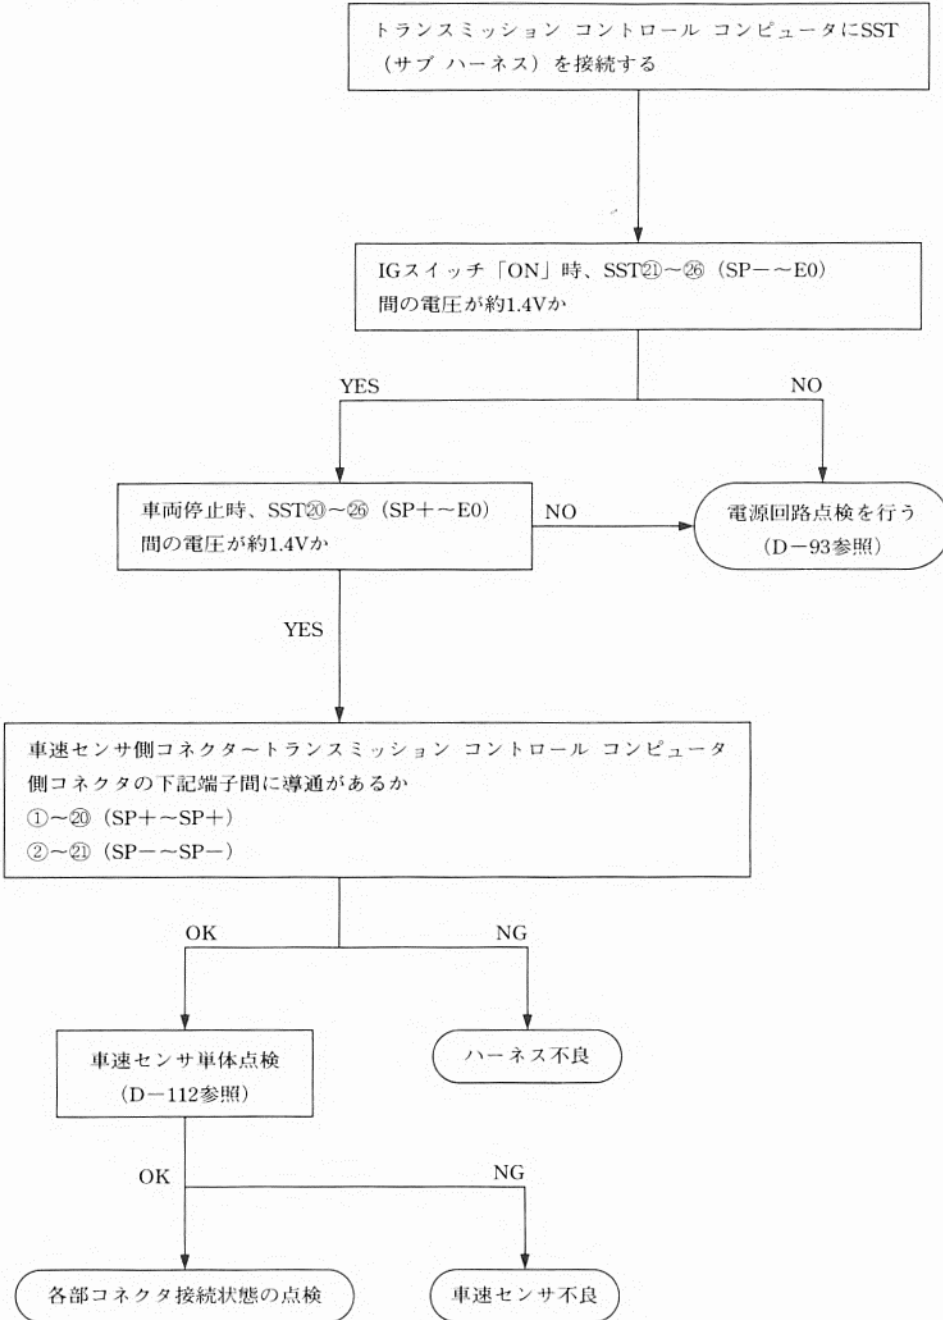 トランスミッション コントロール コンピュータにSST
（サブ ハーネス）を接続する
IGスイッチ「ON」時、SST㉑～㉖（SP－～E0）
間の電圧が約1.4Vか
YES
NO
車両停止時、SST⑳～㉖（SP＋～E0）
間の電圧が約1.4Vか
NO
電源回路点検を行う
（D－93参照）
YES
車速センサ側コネクタ～トランスミッション コントロール コンピュータ
側コネクタの下記端子間に導通があるか
①～⑳（SP＋～SP＋）
②～㉑（SP－～SP－）
OK
NG
車速センサ単体点検
（D－112参照）
ハーネス不良
OK
NG
各部コネクタ接続状態の点検
車速センサ不良